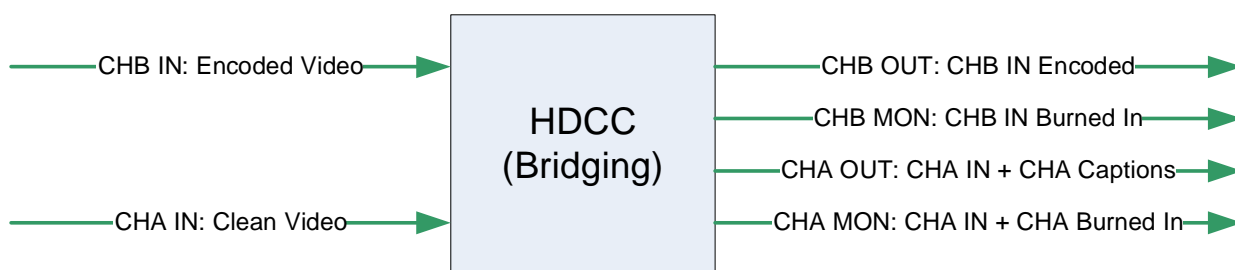 CHB IN: Encoded Video
CHA IN: Clean Video
HDCC
(Bridging)
CHB OUT: CHB IN Encoded
CHB MON: CHB IN Burned In
CHA OUT: CHA IN + CHA Captions
CHA MON: CHA IN + CHA Burned In